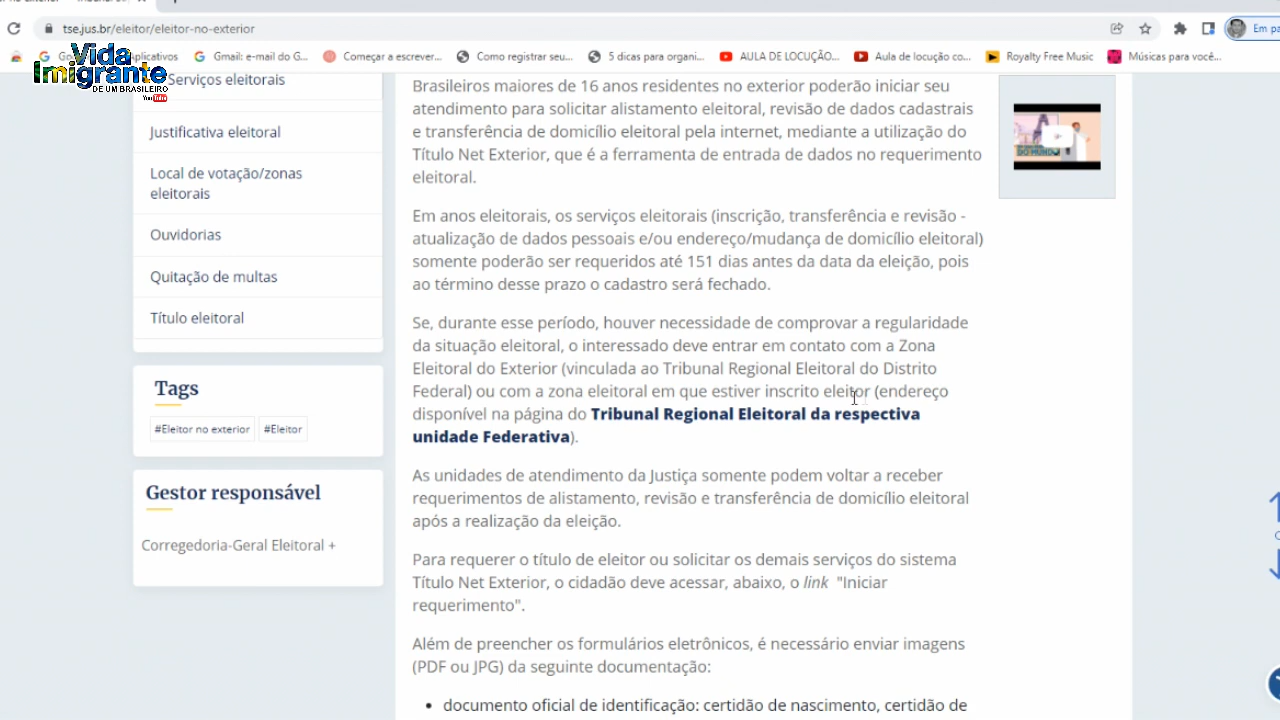 tse.jus.br/eleitor/eleitor-no-exterior
Em pa
Vida
Imigrante
DE UM BRASILEIRO
YouTube
Aplicativos
Gmail: e-mail do G...
Começar a escrever...
Como registrar seu...
5 dicas para organi...
AULA DE LOCUÇÃO...
Aula de locução co...
Royalty Free Music
Músicas para você...
Serviços eleitorais
Justificativa eleitoral
Local de votação/zonas
eleitorais
Ouvidorias
Quitação de multas
Título eleitoral
Tags
#Eleitor no exterior
#Eleitor
Gestor responsável
Corregedoria-Geral Eleitoral +
Brasileiros maiores de 16 anos residentes no exterior poderão iniciar seu
atendimento para solicitar alistamento eleitoral, revisão de dados cadastrais
e transferência de domicílio eleitoral pela internet, mediante a utilização do
Título Net Exterior, que é a ferramenta de entrada de dados no requerimento
eleitoral.
Em anos eleitorais, os serviços eleitorais (inscrição, transferência e revisão -
atualização de dados pessoais e/ou endereço/mudança de domicílio eleitoral)
somente poderão ser requeridos até 151 dias antes da data da eleição, pois
ao término desse prazo o cadastro será fechado.
Se, durante esse período, houver necessidade de comprovar a regularidade
da situação eleitoral, o interessado deve entrar em contato com a Zona
Eleitoral do Exterior (vinculada ao Tribunal Regional Eleitoral do Distrito
Federal) ou com a zona eleitoral em que estiver inscrito eleitor (endereço
disponível na página do Tribunal Regional Eleitoral da respectiva
unidade Federativa).
As unidades de atendimento da Justiça somente podem voltar a receber
requerimentos de alistamento, revisão e transferência de domicílio eleitoral
após a realização da eleição.
Para requerer o título de eleitor ou solicitar os demais serviços do sistema
Título Net Exterior, o cidadão deve acessar, abaixo, o link "Iniciar
requerimento".
Além de preencher os formulários eletrônicos, é necessário enviar imagens
(PDF ou JPG) da seguinte documentação:
• documento oficial de identificação: certidão de nascimento, certidão de
DO MUNDO